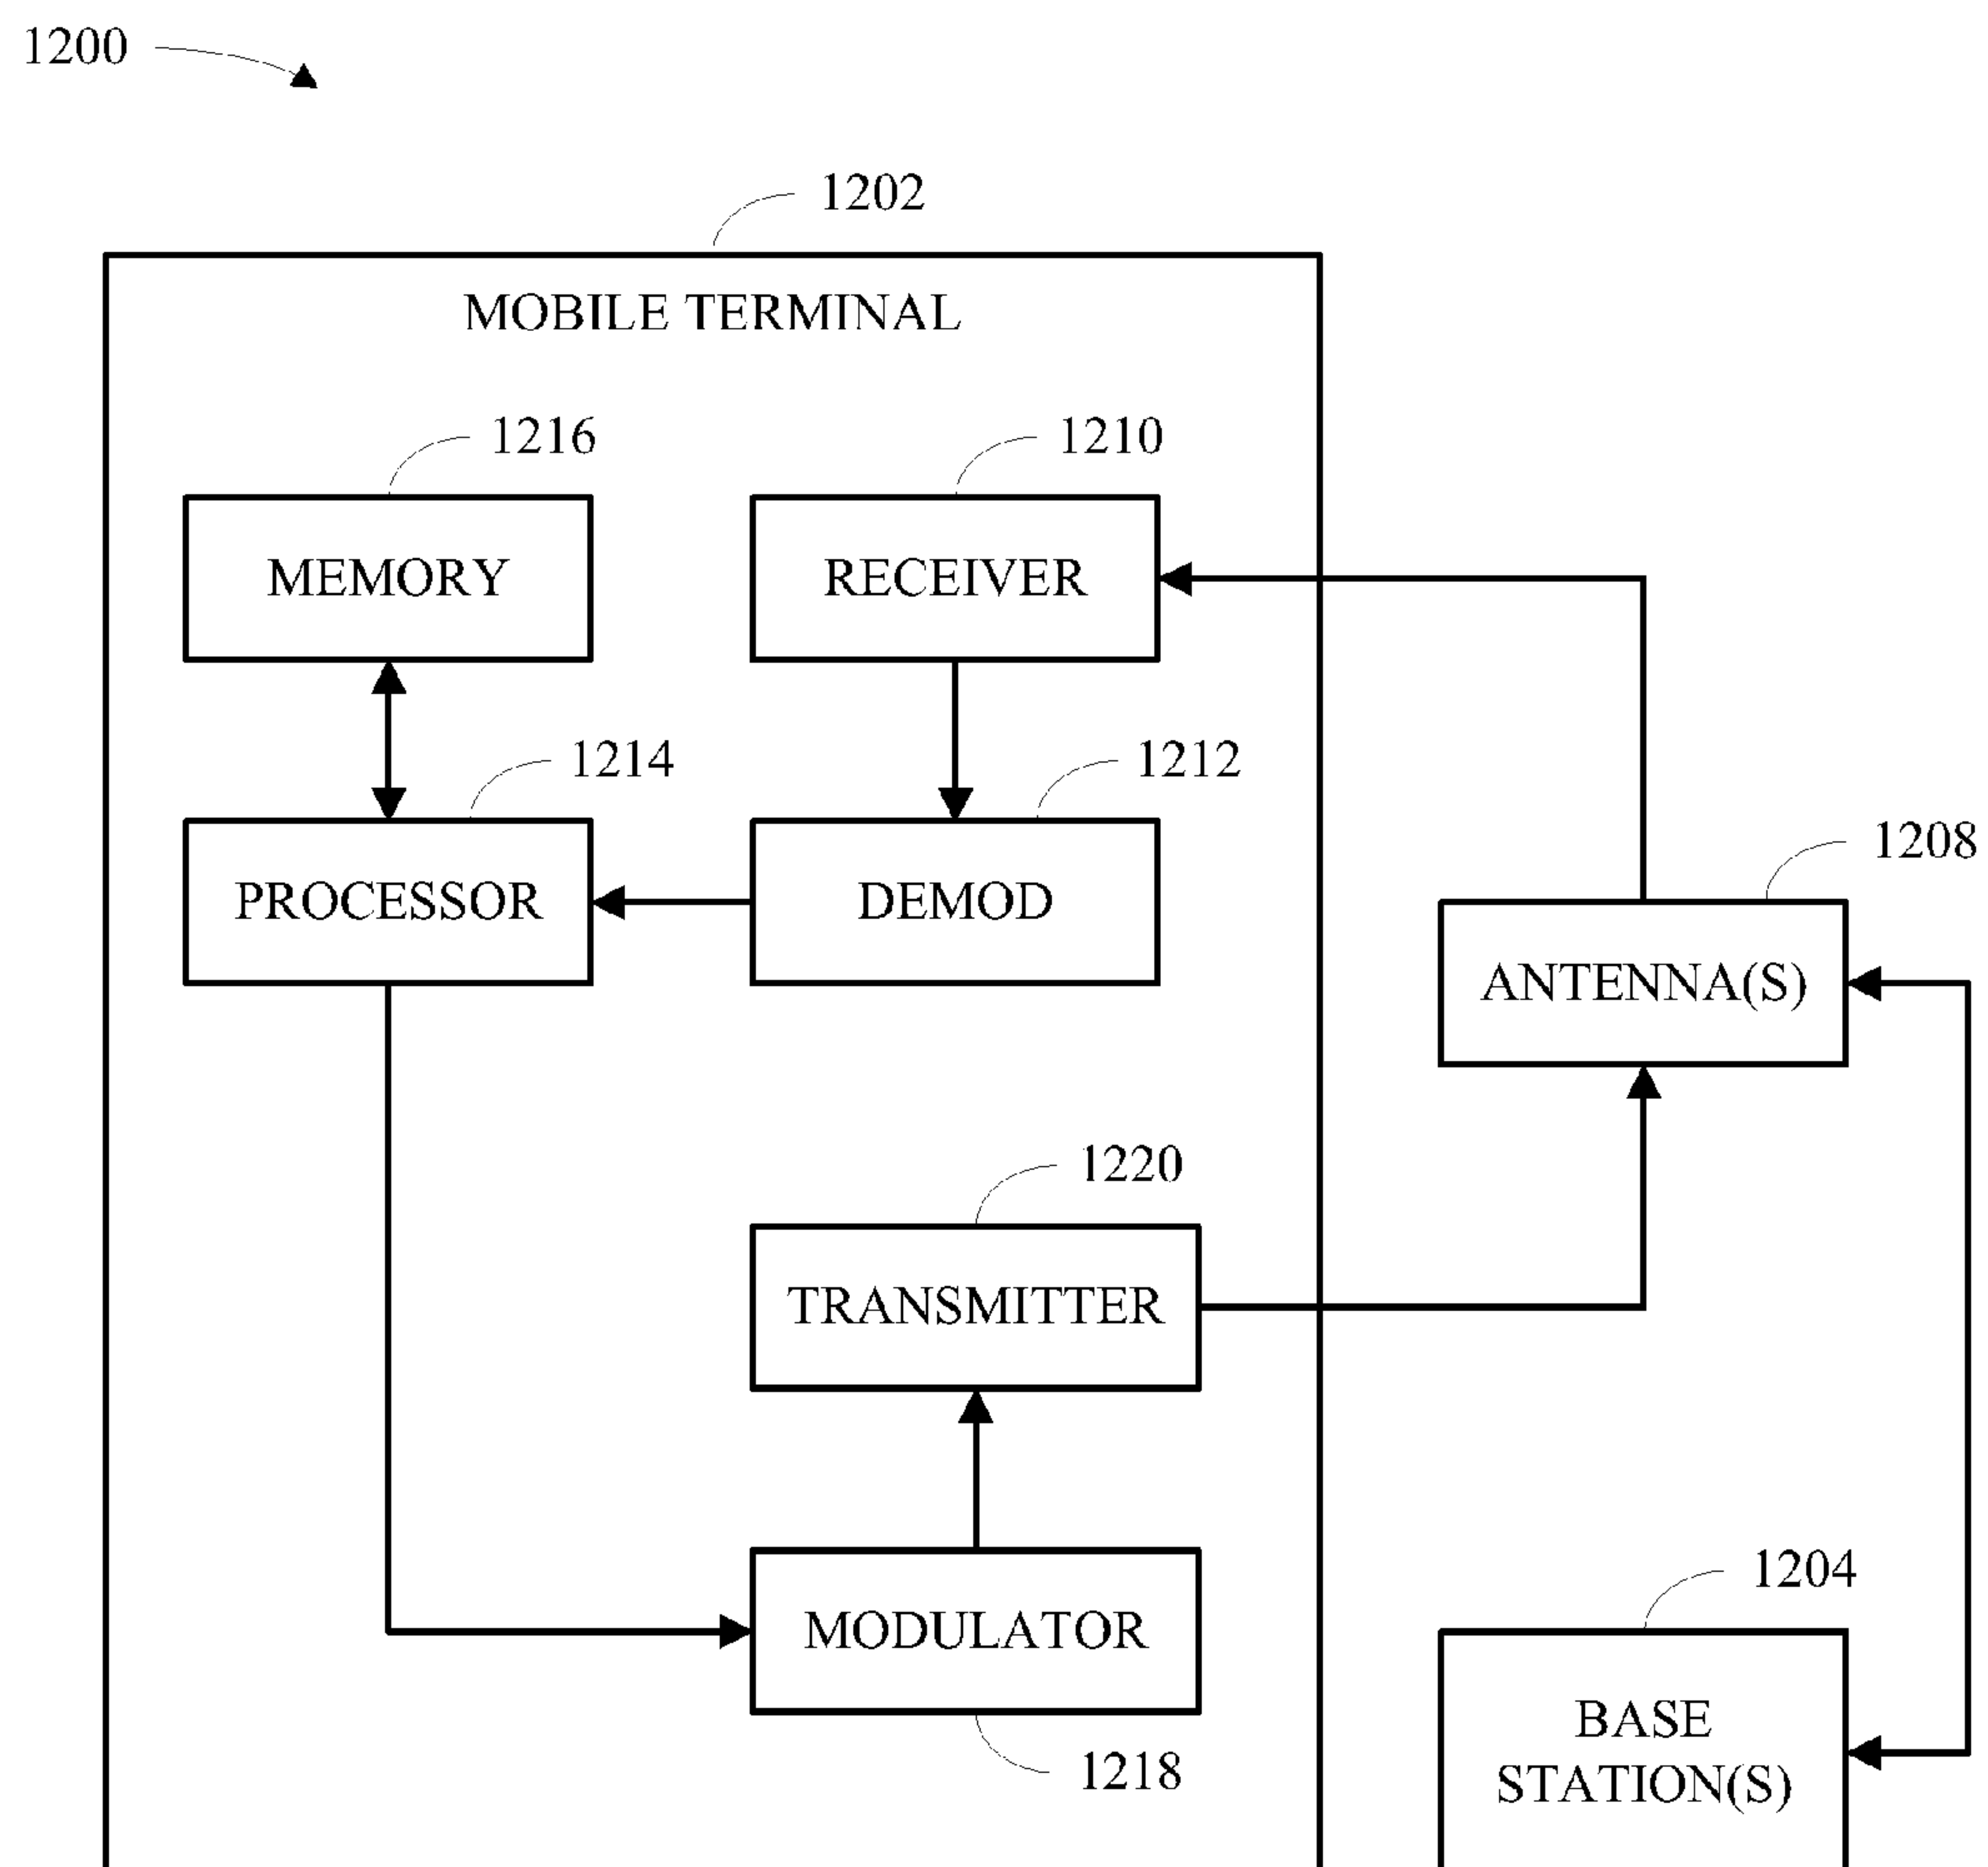 1200
1202
MOBILE TERMINAL
1216
1210
MEMORY
RECEIVER
1214
1212
1208
PROCESSOR
DEMOD
ANTENNA(S)
1220
TRANSMITTER
1204
MODULATOR
BASE
STATION(S)
1218